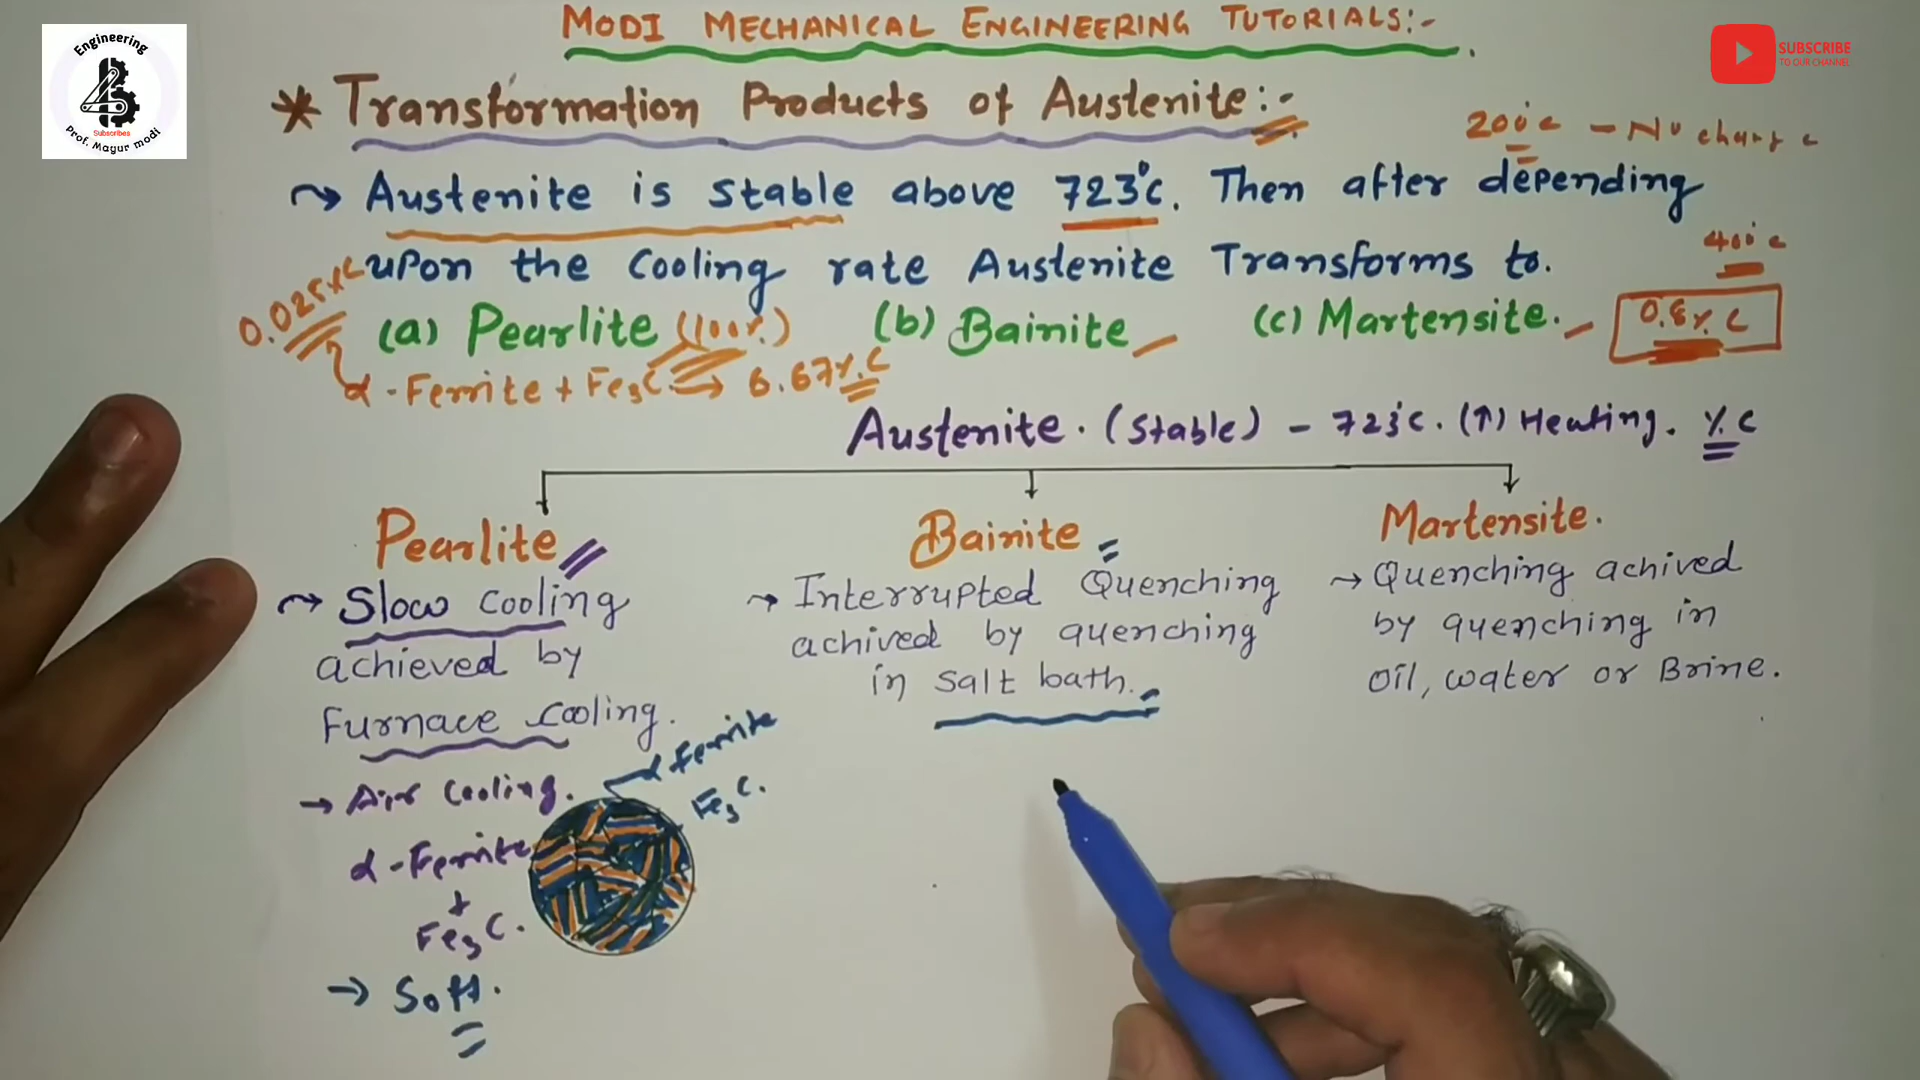 MODI MECHANICAL ENGINEERING TUTORIALS:-
Engineering
Subscribes
Prof. Mayur modi
SUBSCRIBE
TO OUR CHANNEL
* Transformation Products of Austenite:-
200°c - No change
~> Austenite is stable above 723°c. Then after depending
upon the cooling rate Austenite Transforms to.
400°c
0.025% C
(a) Pearlite (100%) (b) Bainite (c) Martensite.
0.8% C
α-Ferrite + Fe3C → 6.67% C
Austenite. (Stable) - 723°c. (↑) Heating. % C
Pearlite
~> Slow cooling
achieved by
Furnace cooling.
→ Air Cooling.
α-Ferrite
+
Fe3C.
→ Soft.
α ferrite
Fe3C.
Bainite
→ Interrupted Quenching
achived by quenching
in salt bath.
Martensite.
→ Quenching achived
by quenching in
oil, water or Brine.